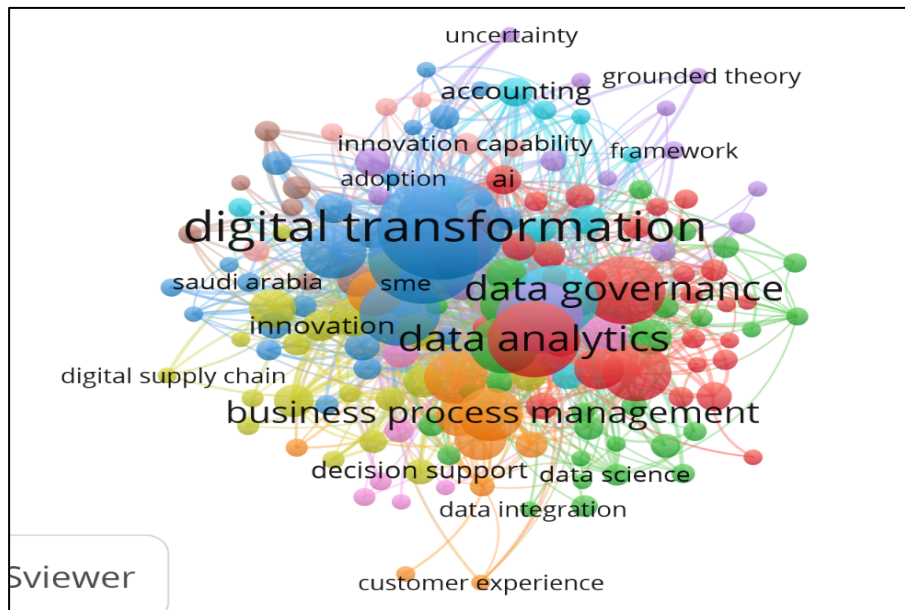 uncertainty
grounded theory
accounting
innovation capability
framework
adoption
ai
digital transformation
saudi arabia
sme
data governance
innovation
data analytics
digital supply chain
business process management
decision support
data science
data integration
Sviewer
customer experience